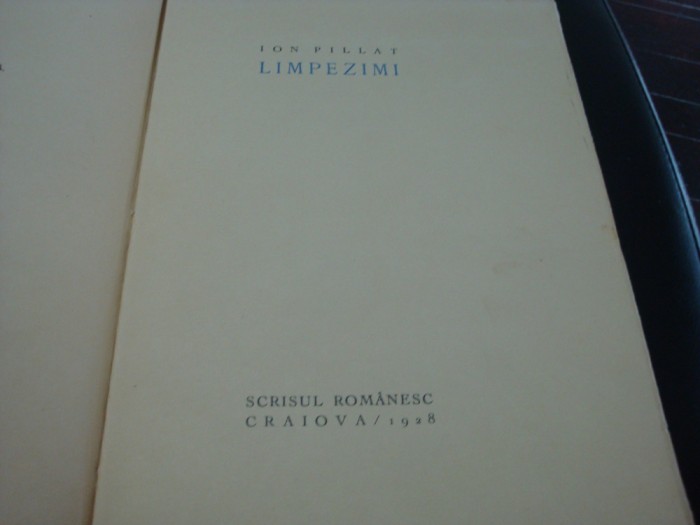 ION PILLAT
LIMPEZIMI
SCRISUL ROMÂNESC
CRAIOVA / 1928